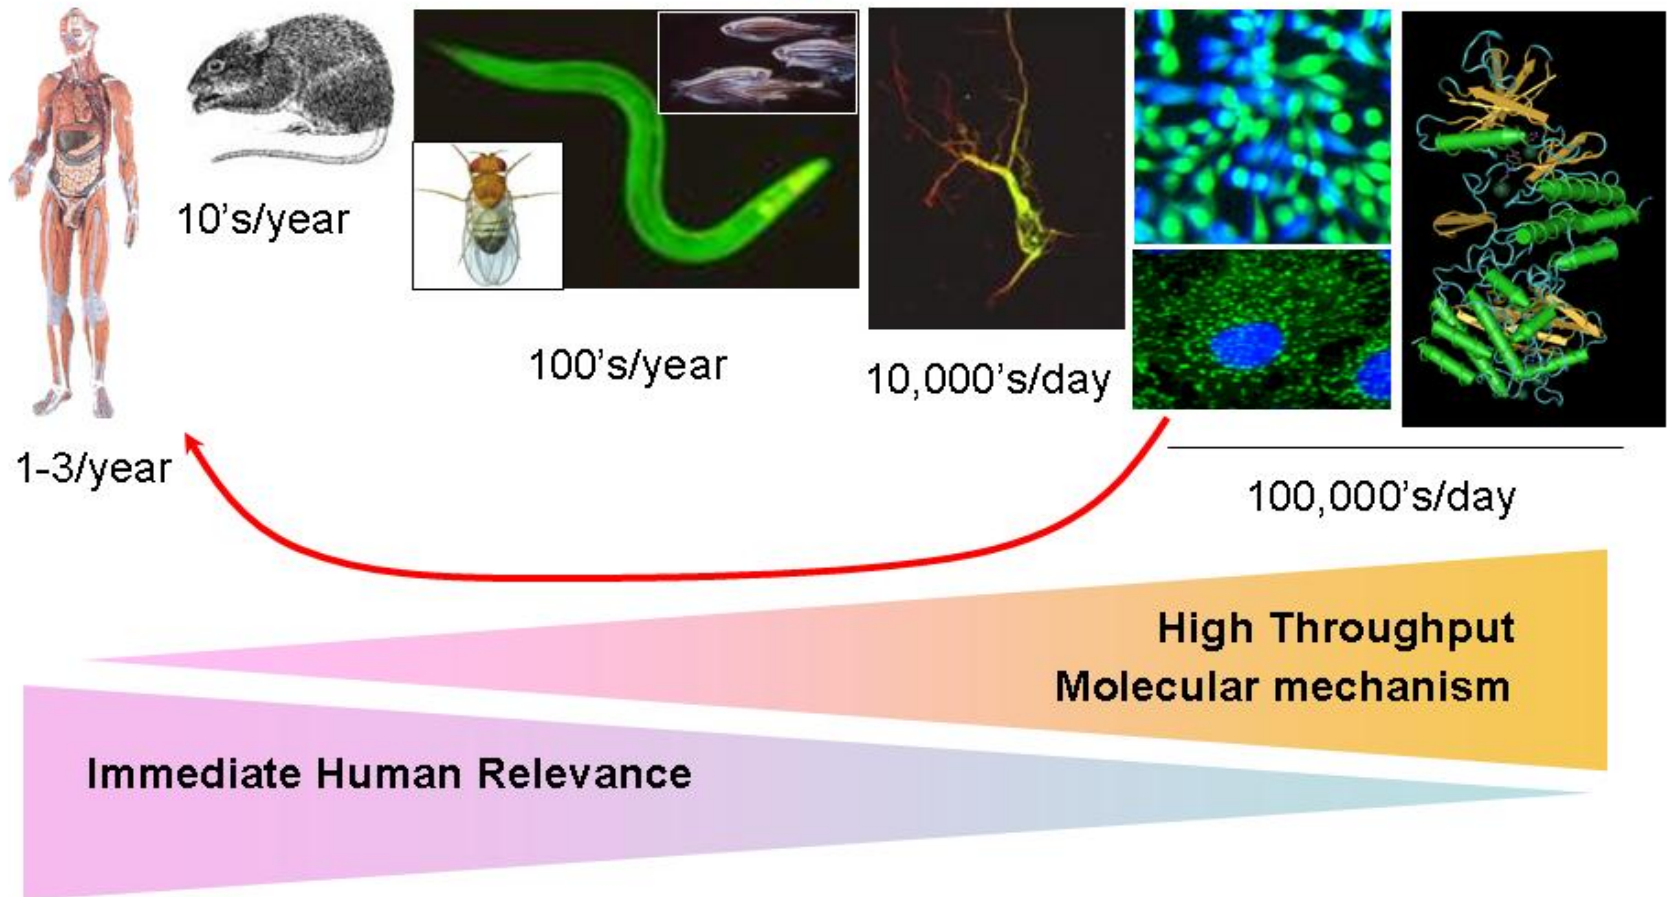 10's/year
100's/year
10,000's/day
1-3/year
100,000's/day
High Throughput
Molecular mechanism
Immediate Human Relevance